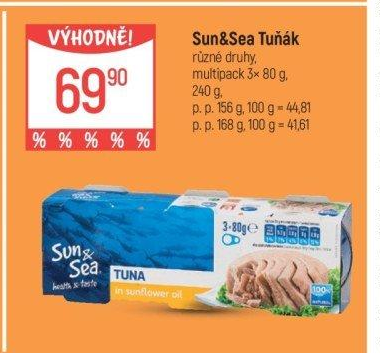 VÝHODNĚ!
69⁹⁰
% % % % %
Sun&Sea Tuňák
různé druhy,
multipack 3× 80 g,
240 g,
p. p. 156 g, 100 g = 44,81
p. p. 168 g, 100 g = 41,61
3×80g e
Sun&
Sea
health & taste
TUNA
in sunflower oil
100%